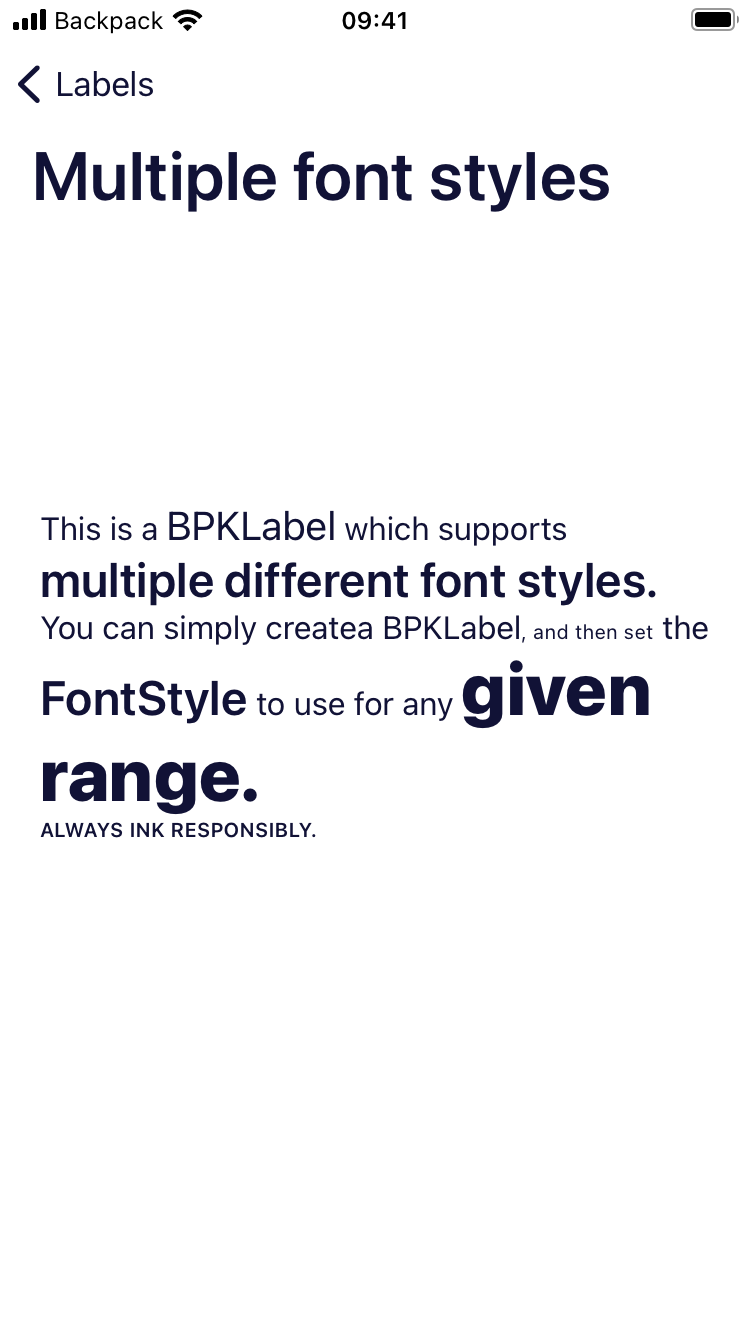 Backpack 09:41
Labels
Multiple font styles
This is a BPKLabel which supports
multiple different font styles.
You can simply createa BPKLabel, and then set the
FontStyle to use for any given
range.
ALWAYS INK RESPONSIBLY.